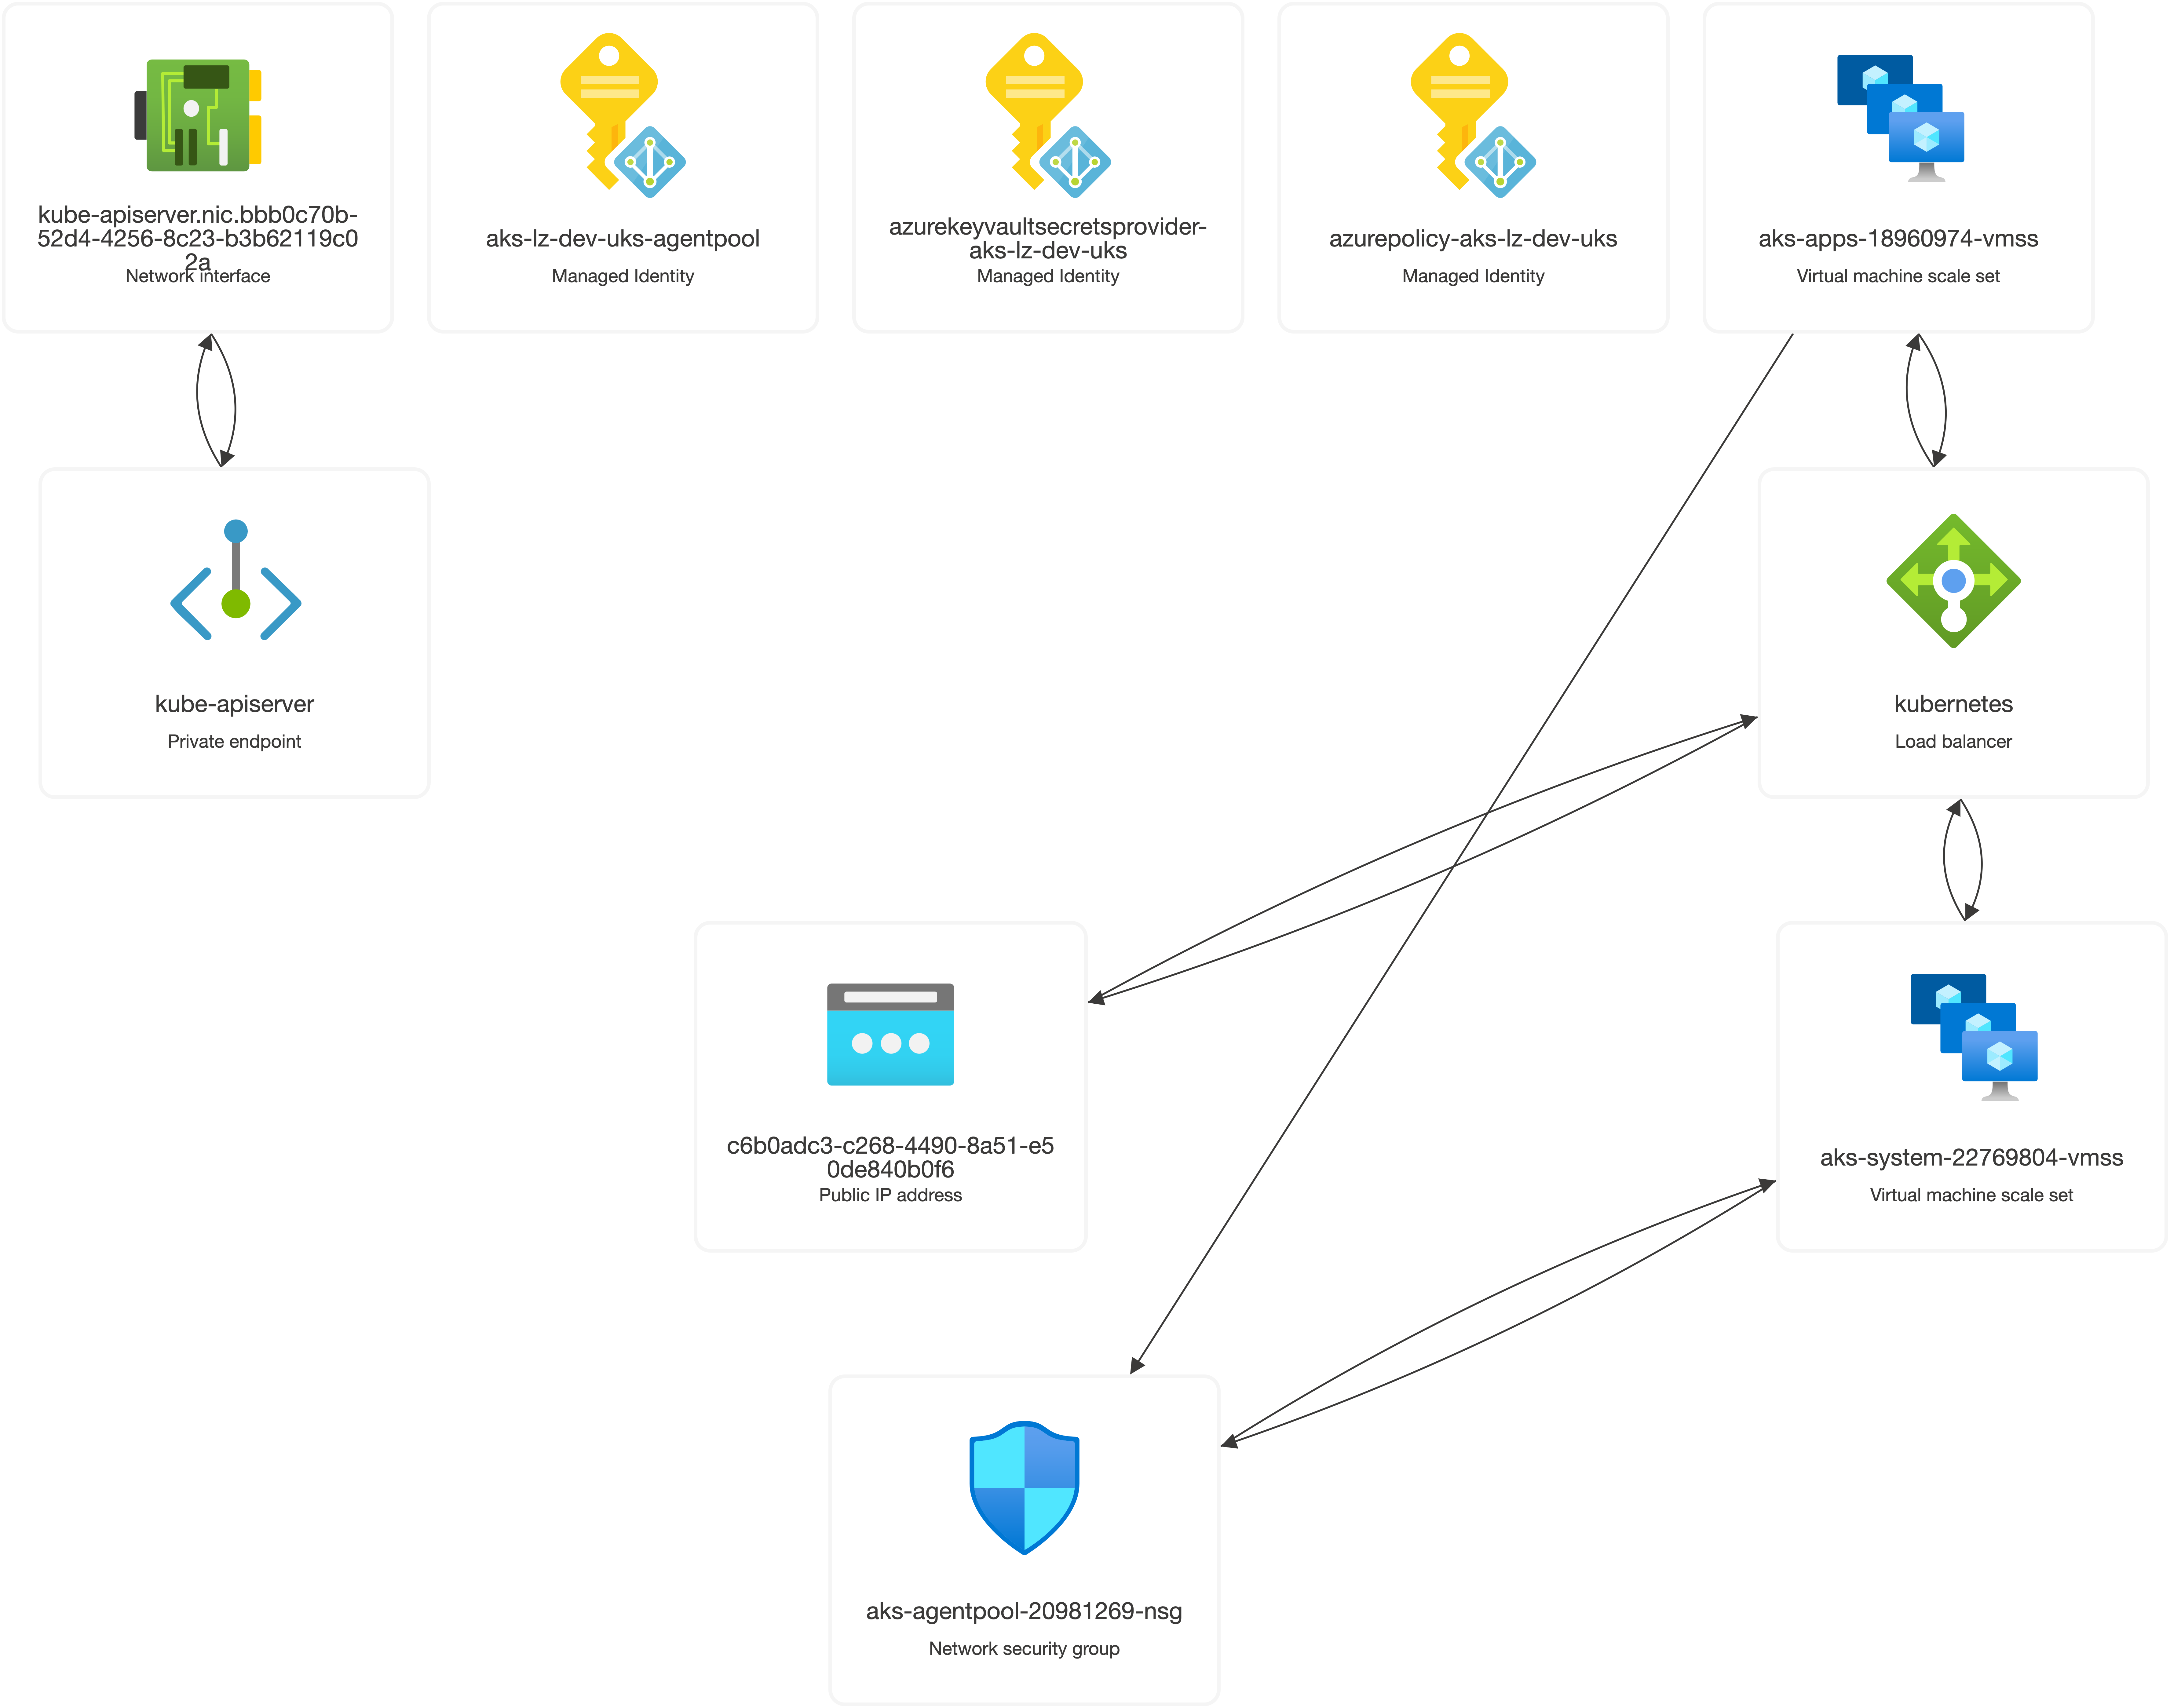 kube-apiserver.nic.bbb0c70b-
52d4-4256-8c23-b3b62119c0
2a
Network interface
aks-lz-dev-uks-agentpool
Managed Identity
azurekeyvaultsecretsprovider-
aks-lz-dev-uks
Managed Identity
azurepolicy-aks-lz-dev-uks
Managed Identity
aks-apps-18960974-vmss
Virtual machine scale set
kube-apiserver
Private endpoint
kubernetes
Load balancer
c6b0adc3-c268-4490-8a51-e5
0de840b0f6
Public IP address
aks-system-22769804-vmss
Virtual machine scale set
aks-agentpool-20981269-nsg
Network security group